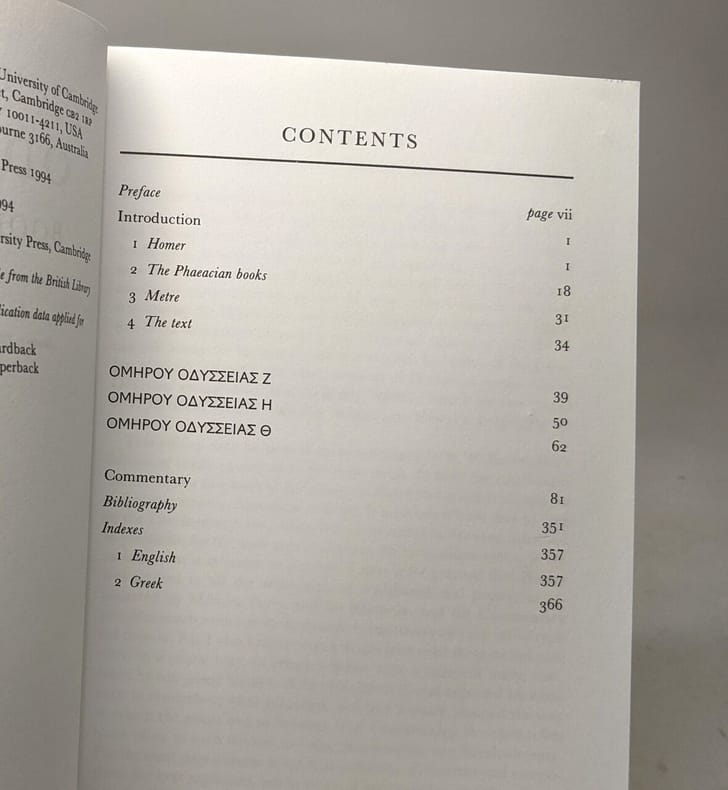 University of Cambridge
t, Cambridge CB2 1RP
10011-4211, USA
ourne 3166, Australia
Press 1994
94
rsity Press, Cambridge
e from the British Library
ication data applied for
ardback
perback
CONTENTS
Preface page vii
Introduction 1
1 Homer 1
2 The Phaeacian books 18
3 Metre 31
4 The text 34
ΟΜΗΡΟΥ ΟΔΥΣΣΕΙΑΣ Ζ 39
ΟΜΗΡΟΥ ΟΔΥΣΣΕΙΑΣ Η 50
ΟΜΗΡΟΥ ΟΔΥΣΣΕΙΑΣ Θ 62
Commentary 81
Bibliography 351
Indexes 357
1 English 357
2 Greek 366